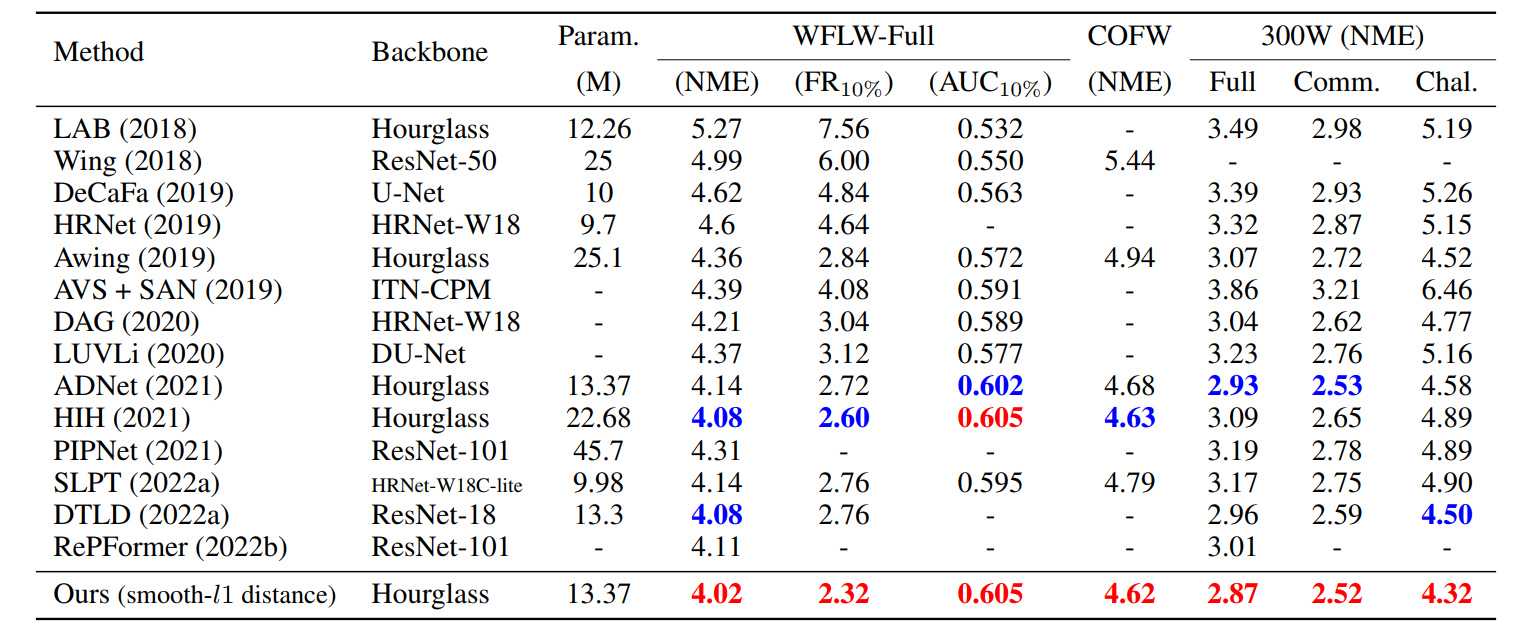 Method Backbone Param. WFLW-Full COFW 300W (NME)
(M) (NME) (FR10%) (AUC10%) (NME) Full Comm. Chal.
LAB (2018) Hourglass 12.26 5.27 7.56 0.532 - 3.49 2.98 5.19
Wing (2018) ResNet-50 25 4.99 6.00 0.550 5.44 - - -
DeCaFa (2019) U-Net 10 4.62 4.84 0.563 - 3.39 2.93 5.26
HRNet (2019) HRNet-W18 9.7 4.6 4.64 - - 3.32 2.87 5.15
Awing (2019) Hourglass 25.1 4.36 2.84 0.572 4.94 3.07 2.72 4.52
AVS + SAN (2019) ITN-CPM - 4.39 4.08 0.591 - 3.86 3.21 6.46
DAG (2020) HRNet-W18 - 4.21 3.04 0.589 - 3.04 2.62 4.77
LUVLi (2020) DU-Net - 4.37 3.12 0.577 - 3.23 2.76 5.16
ADNet (2021) Hourglass 13.37 4.14 2.72 0.602 4.68 2.93 2.53 4.58
HIH (2021) Hourglass 22.68 4.08 2.60 0.605 4.63 3.09 2.65 4.89
PIPNet (2021) ResNet-101 45.7 4.31 - - - 3.19 2.78 4.89
SLPT (2022a) HRNet-W18C-lite 9.98 4.14 2.76 0.595 4.79 3.17 2.75 4.90
DTLD (2022a) ResNet-18 13.3 4.08 2.76 - - 2.96 2.59 4.50
RePFormer (2022b) ResNet-101 - 4.11 - - - 3.01 - -
Ours (smooth-l1 distance) Hourglass 13.37 4.02 2.32 0.605 4.62 2.87 2.52 4.32